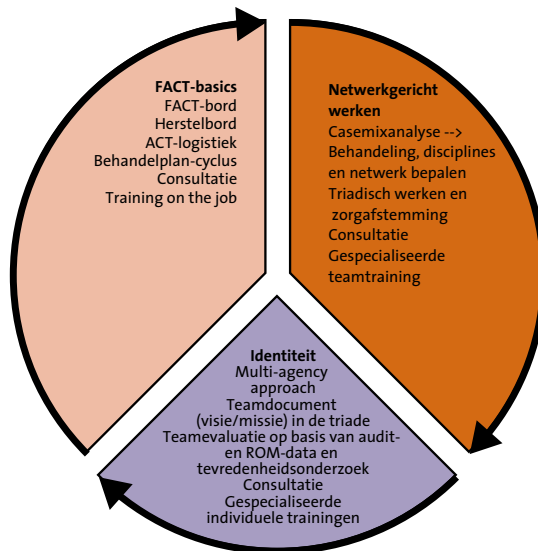 FACT-basics
FACT-bord
Herstelbord
ACT-logistiek
Behandelplan-cyclus
Consultatie
Training on the job
Netwerkgericht
werken
Casemixanalyse -->
Behandeling, disciplines
en netwerk bepalen
Triadisch werken en
zorgafstemming
Consultatie
Gespecialiseerde
teamtraining
Identiteit
Multi-agency
approach
Teamdocument
(visie/missie) in de triade
Teamevaluatie op basis van audit-
en ROM-data en
tevredenheidsonderzoek
Consultatie
Gespecialiseerde
individuele trainingen